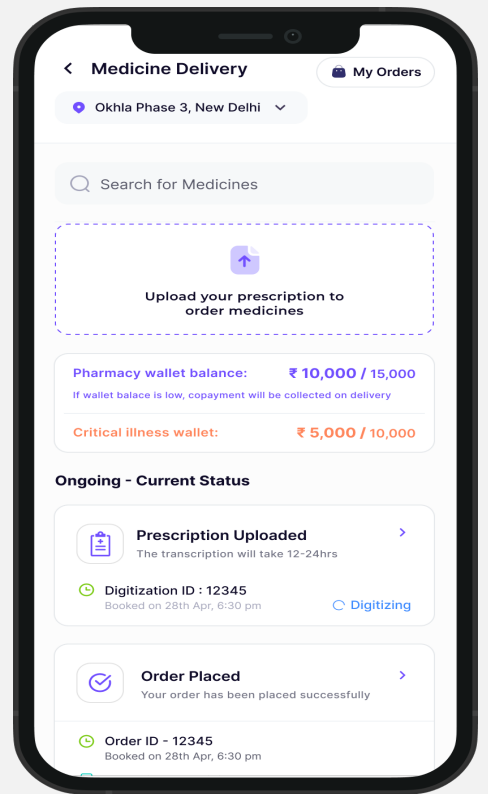 Medicine Delivery
My Orders
Okhla Phase 3, New Delhi
Search for Medicines
Upload your prescription to
order medicines
Pharmacy wallet balance: ₹ 10,000 / 15,000
If wallet balace is low, copayment will be collected on delivery
Critical illness wallet: ₹ 5,000 / 10,000
Ongoing - Current Status
Prescription Uploaded
The transcription will take 12-24hrs
Digitization ID : 12345
Booked on 28th Apr, 6:30 pm
Digitizing
Order Placed
Your order has been placed successfully
Order ID - 12345
Booked on 28th Apr, 6:30 pm